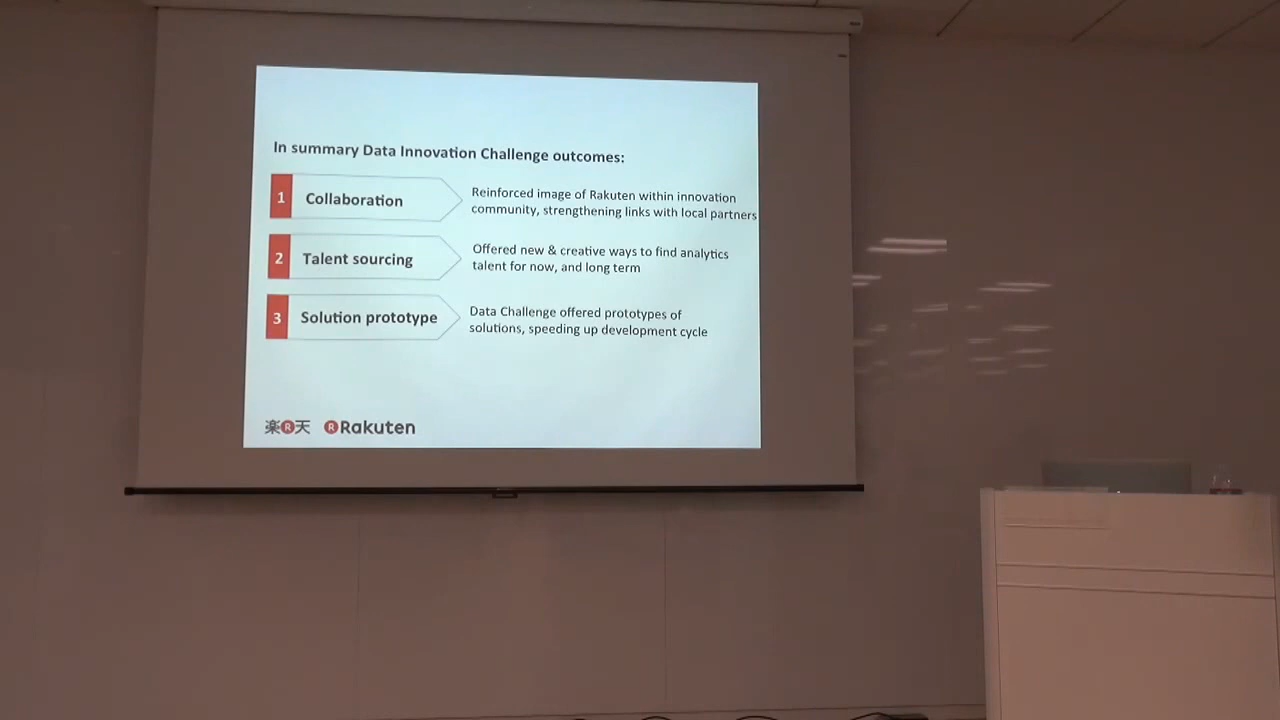 In summary Data Innovation Challenge outcomes:
1 Collaboration
Reinforced image of Rakuten within innovation
community, strengthening links with local partners
2 Talent sourcing
Offered new & creative ways to find analytics
talent for now, and long term
3 Solution prototype
Data Challenge offered prototypes of
solutions, speeding up development cycle
楽R天 R Rakuten